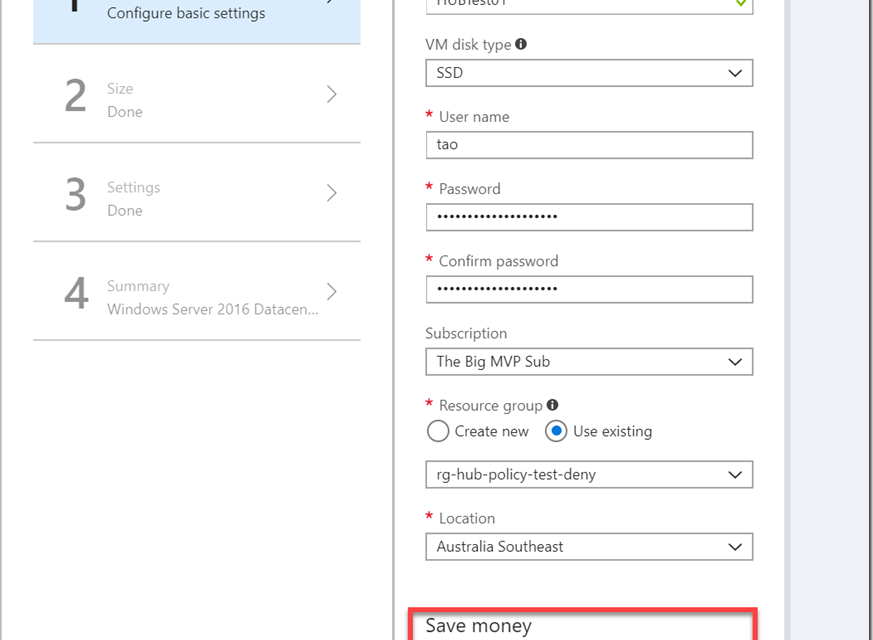 1
Configure basic settings
2
Size
Done
3
Settings
Done
4
Summary
Windows Server 2016 Datacen...
HUBTest01
VM disk type
SSD
* User name
tao
* Password
••••••••••••••••••••
* Confirm password
••••••••••••••••••••
Subscription
The Big MVP Sub
* Resource group
Create new Use existing
rg-hub-policy-test-deny
* Location
Australia Southeast
Save money